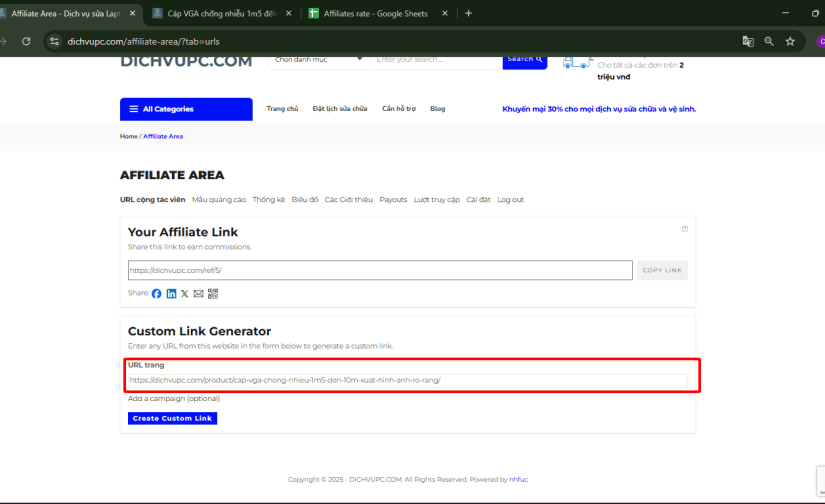 Affiliate Area - Dịch vụ sửa Lapt
Cáp VGA chống nhiễu 1m5 đến
Affiliates rate - Google Sheets
dichvupc.com/affiliate-area/?tab=urls
DICHVUPC.COM
Chọn danh mục
Enter your search ...
Search
Cho tất cả các đơn trên 2
triệu vnđ
All Categories
Trang chủ
Đặt lịch sửa chữa
Cần hỗ trợ
Blog
Khuyến mại 30% cho mọi dịch vụ sửa chữa và vệ sinh.
Home / Affiliate Area
AFFILIATE AREA
URL cộng tác viên Mẫu quảng cáo Thống kê Biểu đồ Các Giới thiệu Payouts Lượt truy cập Cài đặt Log out
Your Affiliate Link
Share this link to earn commissions.
https://dichvupc.com/ref/5/
COPY LINK
Share:
Custom Link Generator
Enter any URL from this website in the form below to generate a custom link.
URL trang
https://dichvupc.com/product/cap-vga-chong-nhieu-1m5-den-10m-xuat-hinh-anh-ro-rang/
Add a campaign (optional)
Create Custom Link
Copyright © 2025 - DICHVUPC.COM. All Rights Reserved. Powered by nhfuc